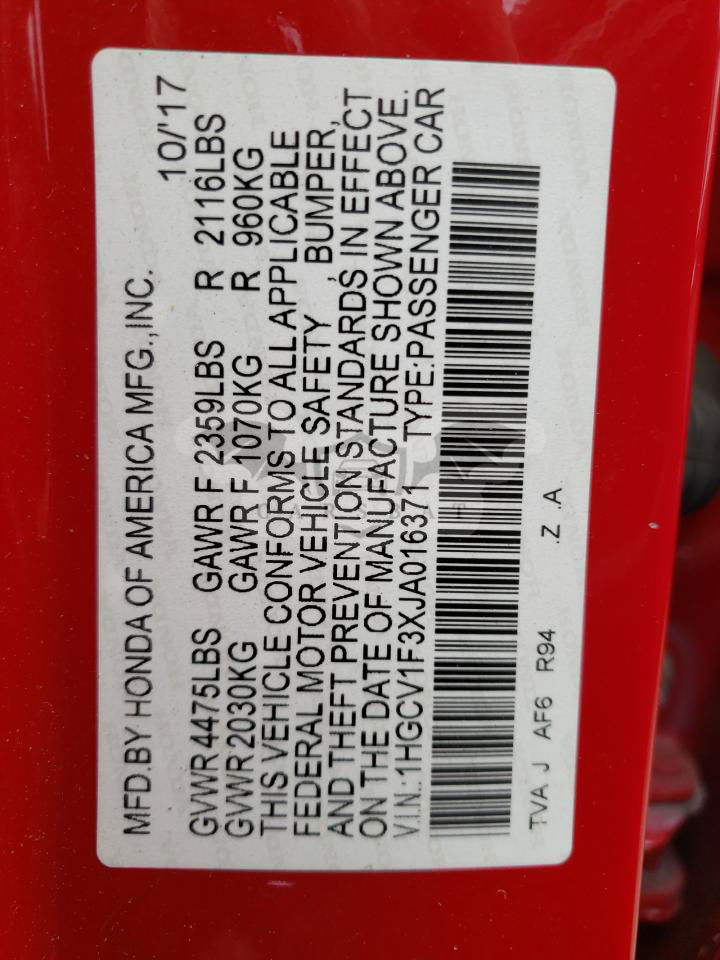 MFD.BY HONDA OF AMERICA MFG.,INC. 10/'17
GVWR 4475LBS GAWR F 2359LBS R 2116LBS
GVWR 2030KG GAWR F 1070KG R 960KG
THIS VEHICLE CONFORMS TO ALL APPLICABLE
FEDERAL MOTOR VEHICLE SAFETY, BUMPER,
AND THEFT PREVENTION STANDARDS IN EFFECT
ON THE DATE OF MANUFACTURE SHOWN ABOVE.
V.I.N.:1HGCV1F3XJA016371 TYPE:PASSENGER CAR
TVA J AF6 R94 .Z .A